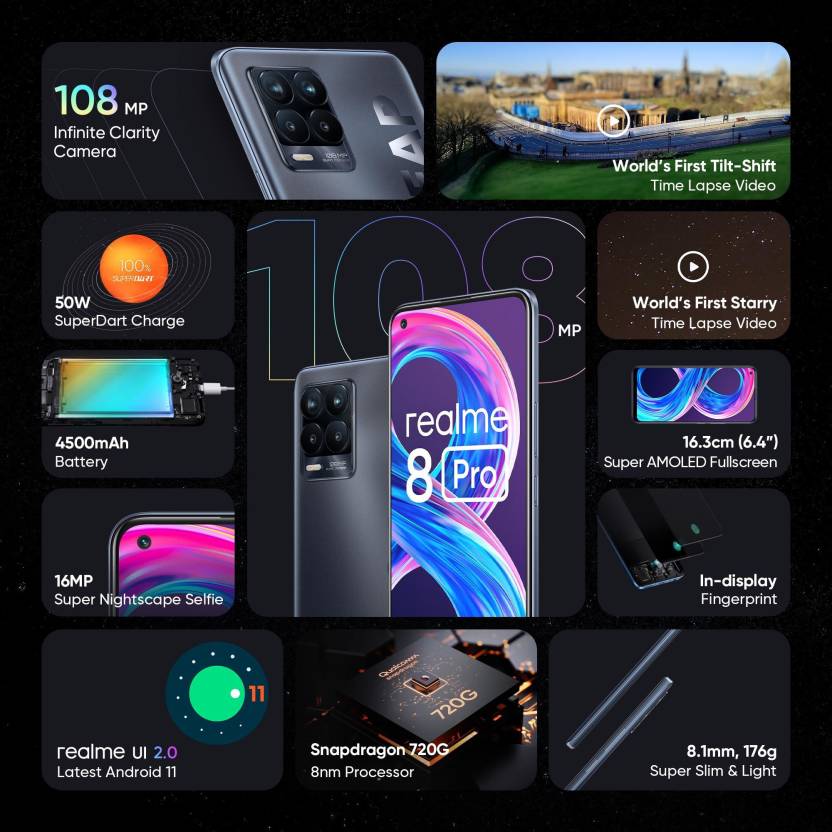 108 MP
Infinite Clarity
Camera
108 MP
World's First Tilt-Shift
Time Lapse Video
100%
SUPERDART
50W
SuperDart Charge
108
MP
realme
8 Pro
World's First Starry
Time Lapse Video
4500mAh
Battery
16.3cm (6.4")
Super AMOLED Fullscreen
16MP
Super Nightscape Selfie
In-display
Fingerprint
11
realme UI 2.0
Latest Android 11
Qualcomm
snapdragon
720G
Snapdragon 720G
8nm Processor
8.1mm, 176g
Super Slim & Light